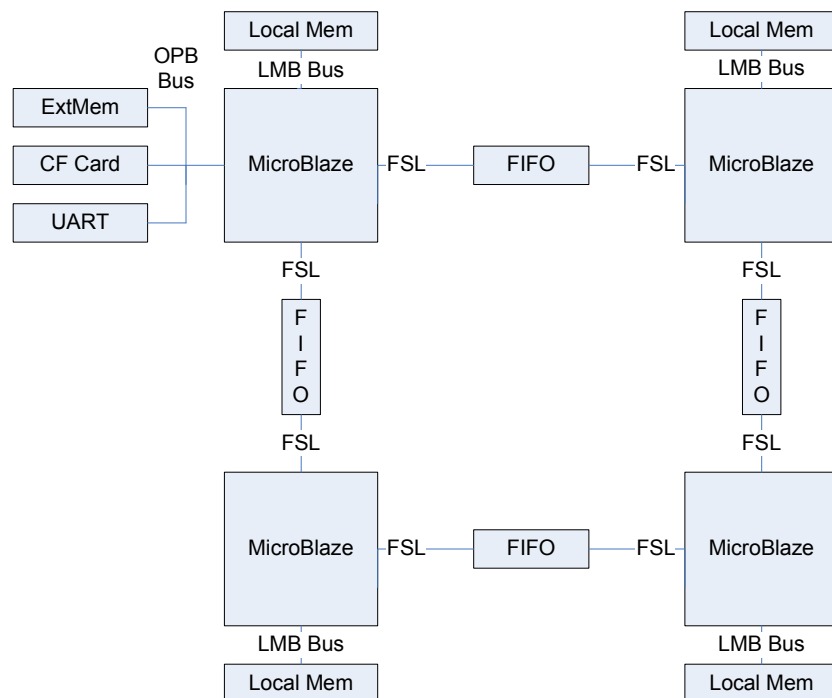 Local Mem
Local Mem
OPB
Bus
LMB Bus
LMB Bus
ExtMem
CF Card
UART
MicroBlaze
FSL
FIFO
FSL
MicroBlaze
FSL
FSL
F
I
F
O
F
I
F
O
FSL
FSL
MicroBlaze
FSL
FIFO
FSL
MicroBlaze
LMB Bus
LMB Bus
Local Mem
Local Mem